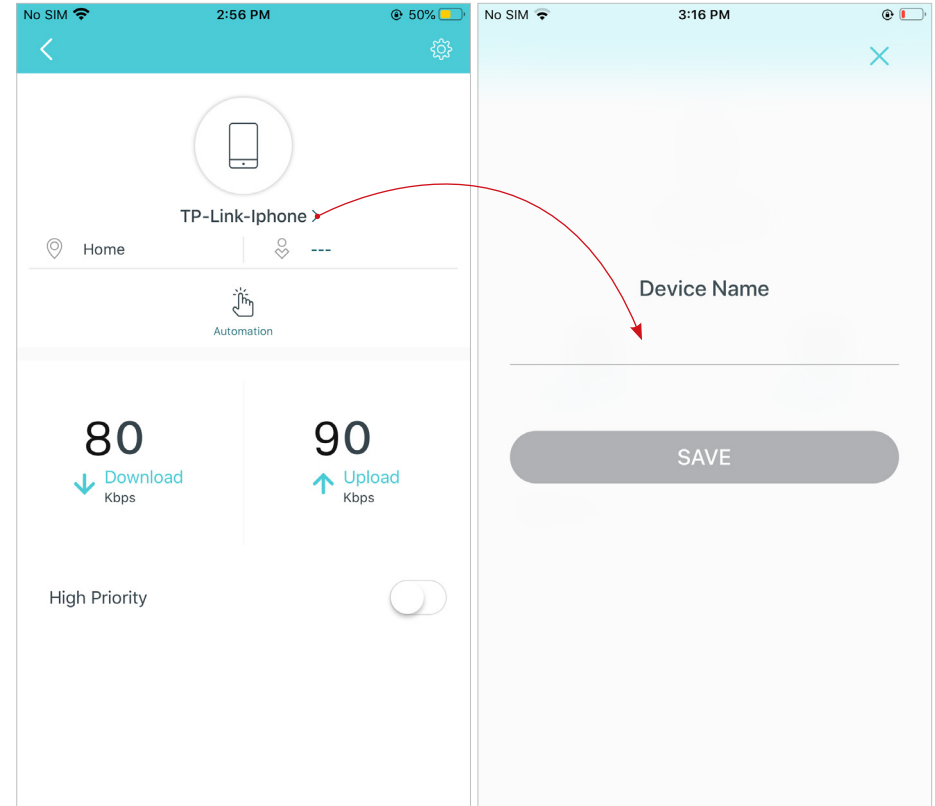 No SIM 2:56 PM 50%
TP-Link-Iphone
Home ---
Automation
80 90
Download Upload
Kbps Kbps
High Priority
No SIM 3:16 PM
Device Name
SAVE